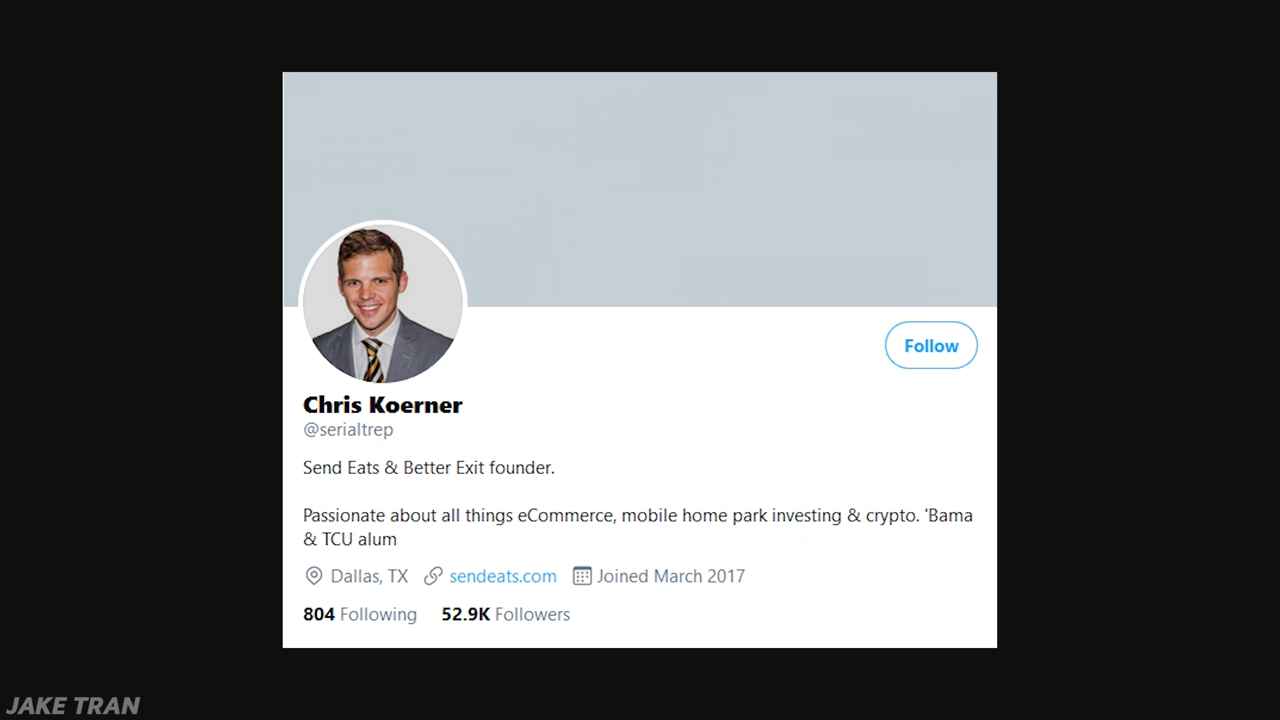 Follow
Chris Koerner
@serialtrep
Send Eats & Better Exit founder.
Passionate about all things eCommerce, mobile home park investing & crypto. 'Bama
& TCU alum
Dallas, TX sendeats.com Joined March 2017
804 Following 52.9K Followers
JAKE TRAN